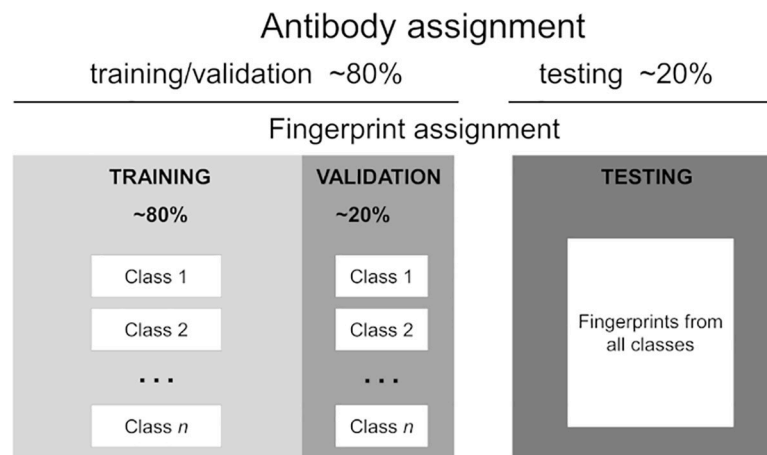 Antibody assignment
training/validation ~80%
testing ~20%
Fingerprint assignment
TRAINING
~80%
Class 1
Class 2
...
Class n
VALIDATION
~20%
Class 1
Class 2
...
Class n
TESTING
Fingerprints from
all classes